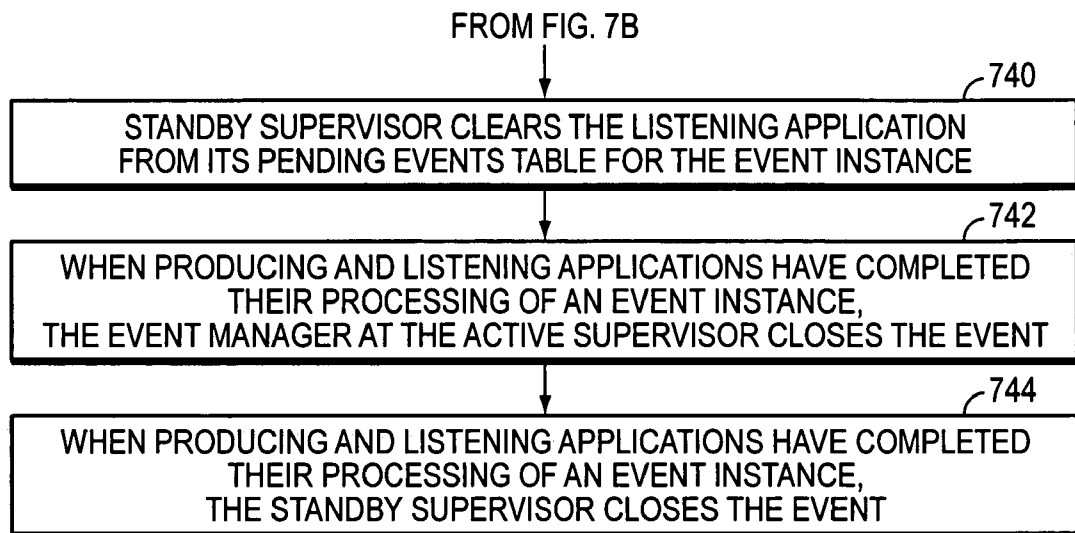 FROM FIG. 7B
740
STANDBY SUPERVISOR CLEARS THE LISTENING APPLICATION
FROM ITS PENDING EVENTS TABLE FOR THE EVENT INSTANCE
742
WHEN PRODUCING AND LISTENING APPLICATIONS HAVE COMPLETED
THEIR PROCESSING OF AN EVENT INSTANCE,
THE EVENT MANAGER AT THE ACTIVE SUPERVISOR CLOSES THE EVENT
744
WHEN PRODUCING AND LISTENING APPLICATIONS HAVE COMPLETED
THEIR PROCESSING OF AN EVENT INSTANCE,
THE STANDBY SUPERVISOR CLOSES THE EVENT